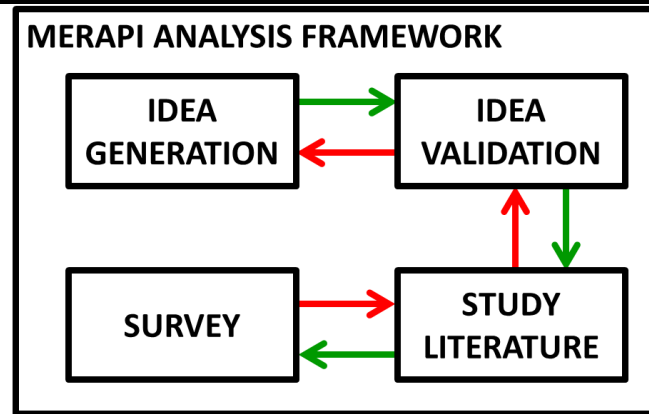 MERAPI ANALYSIS FRAMEWORK
IDEA
GENERATION
IDEA
VALIDATION
SURVEY
STUDY
LITERATURE